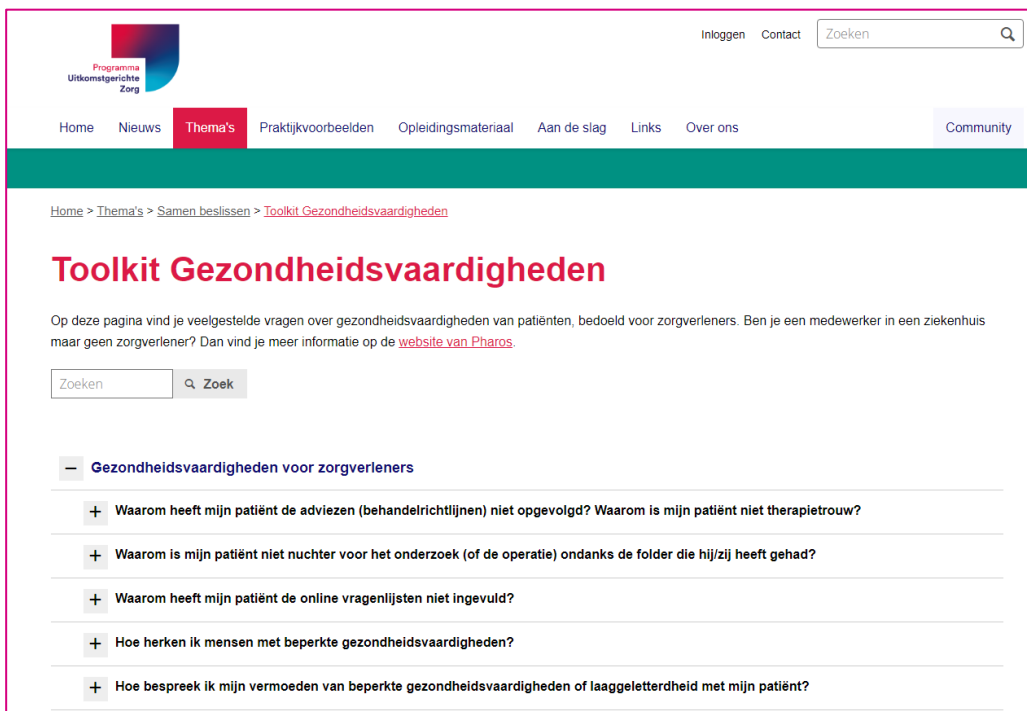 Programma
Uitkomstgerichte
Zorg
Inloggen Contact Zoeken
Home Nieuws Thema's Praktijkvoorbeelden Opleidingsmateriaal Aan de slag Links Over ons Community
Home > Thema's > Samen beslissen > Toolkit Gezondheidsvaardigheden
Toolkit Gezondheidsvaardigheden
Op deze pagina vind je veelgestelde vragen over gezondheidsvaardigheden van patiënten, bedoeld voor zorgverleners. Ben je een medewerker in een ziekenhuis
maar geen zorgverlener? Dan vind je meer informatie op de website van Pharos.
Zoeken Zoek
Gezondheidsvaardigheden voor zorgverleners
Waarom heeft mijn patiënt de adviezen (behandelrichtlijnen) niet opgevolgd? Waarom is mijn patiënt niet therapietrouw?
Waarom is mijn patiënt niet nuchter voor het onderzoek (of de operatie) ondanks de folder die hij/zij heeft gehad?
Waarom heeft mijn patiënt de online vragenlijsten niet ingevuld?
Hoe herken ik mensen met beperkte gezondheidsvaardigheden?
Hoe bespreek ik mijn vermoeden van beperkte gezondheidsvaardigheden of laaggeletterdheid met mijn patiënt?